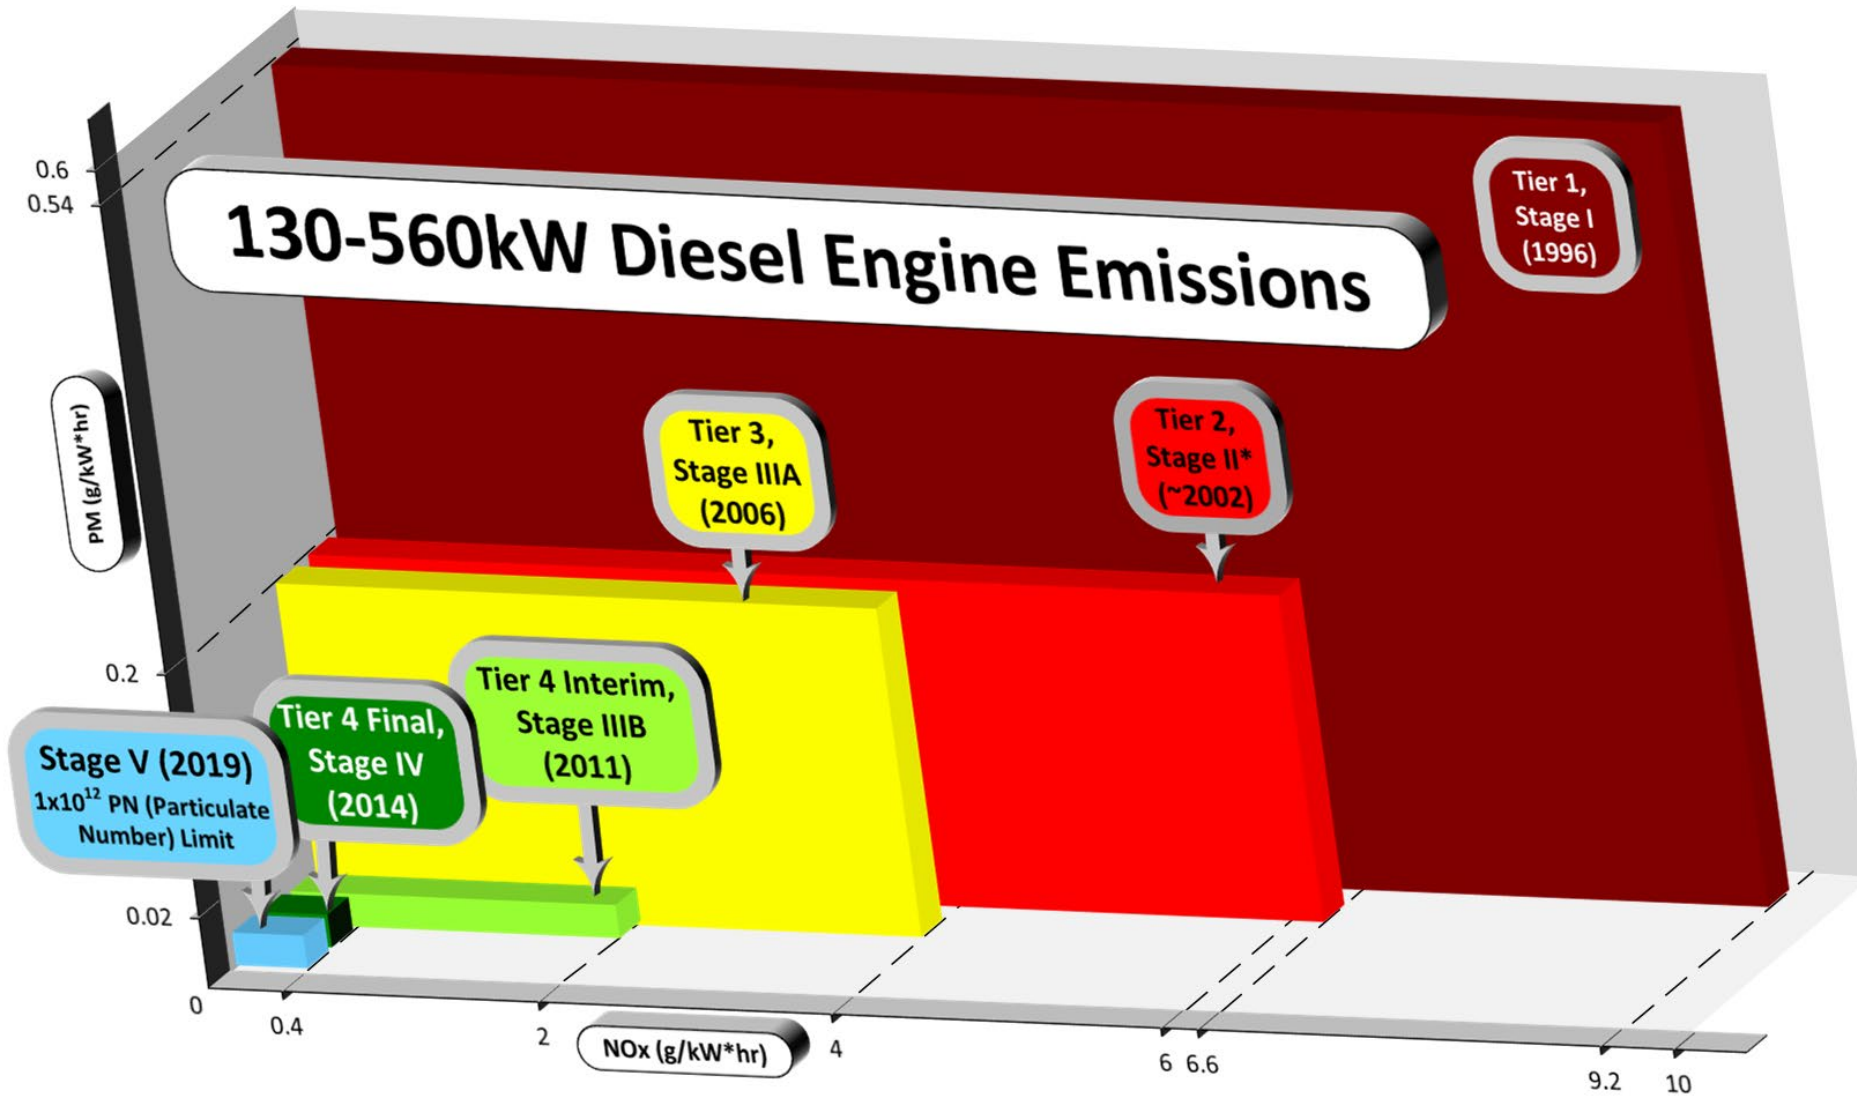 130-560kW Diesel Engine Emissions
Tier 1,
Stage I
(1996)
0.6
0.54
PM (g/kW*hr)
Tier 3,
Stage IIIA
(2006)
Tier 2,
Stage II*
(~2002)
0.2
Tier 4 Interim,
Stage IIIB
(2011)
Tier 4 Final,
Stage IV
(2014)
Stage V (2019)
1x10¹² PN (Particulate
Number) Limit
0.02
0
0.4
2
NOx (g/kW*hr)
4
6
6.6
9.2
10